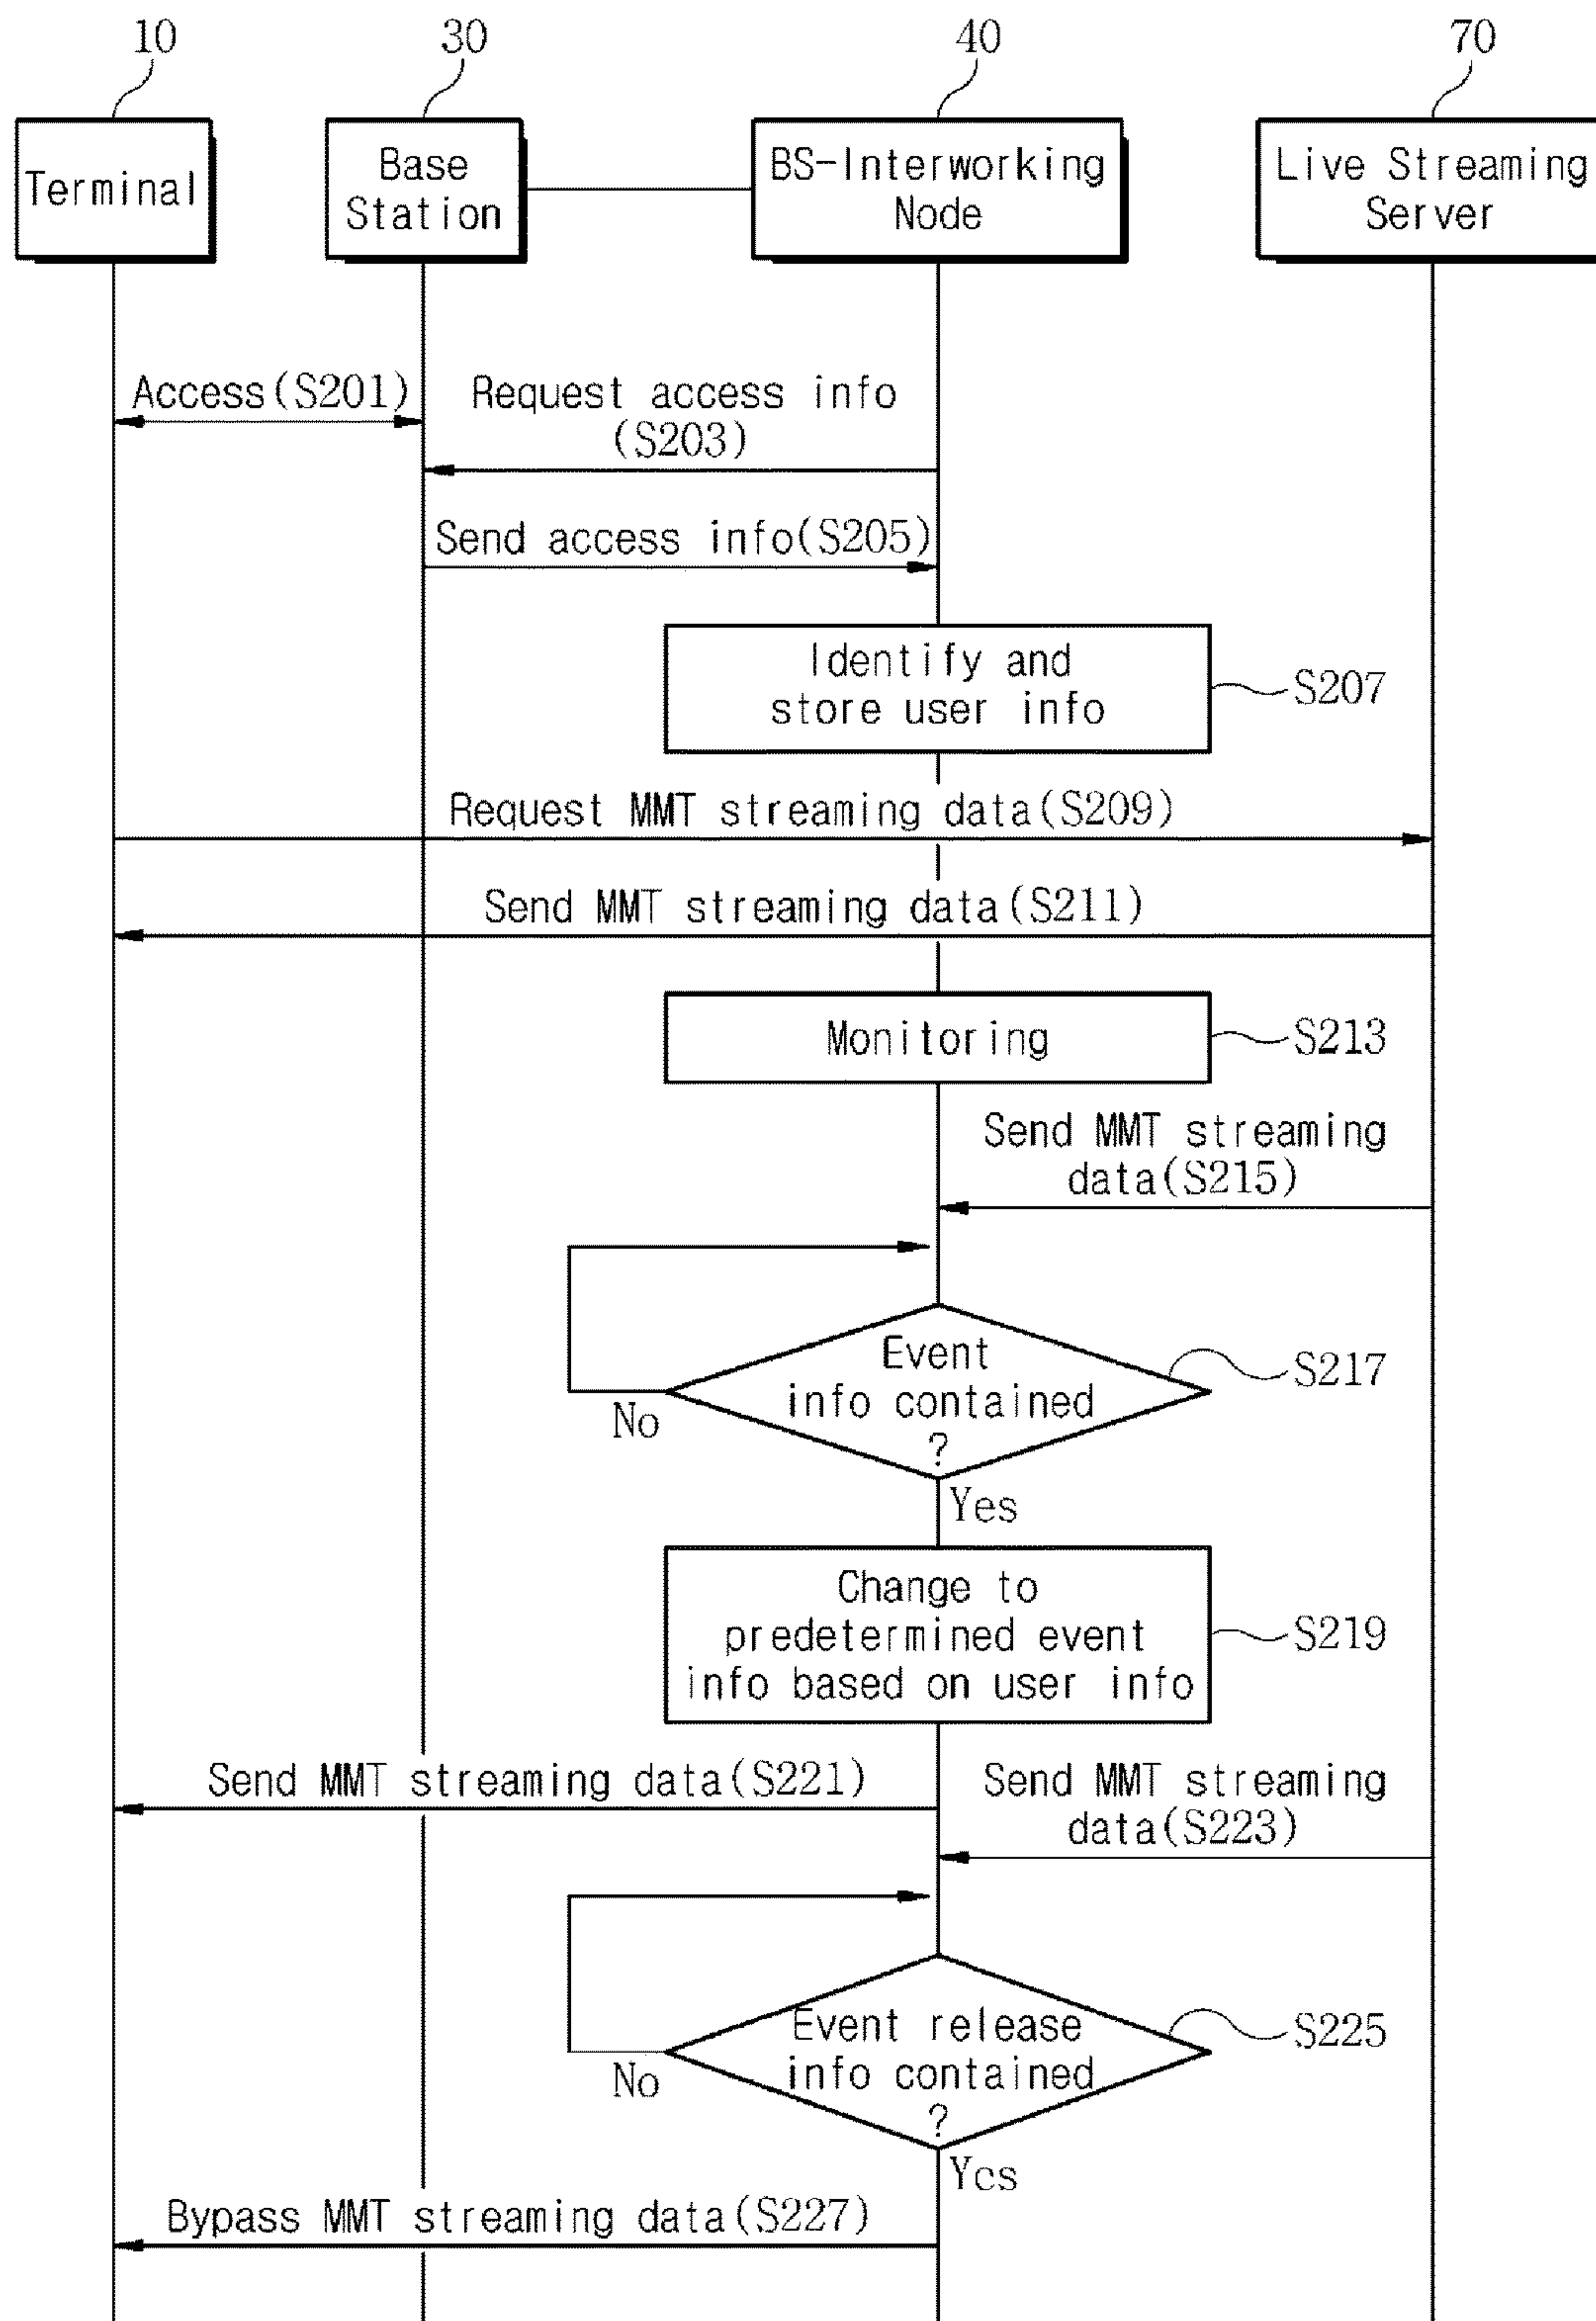 10
30
40
70
Terminal
Base
Station
BS-Interworking
Node
Live Streaming
Server
Access(S201)
Request access info
(S203)
Send access info(S205)
Identify and
store user info
S207
Request MMT streaming data(S209)
Send MMT streaming data(S211)
Monitoring
S213
Send MMT streaming
data(S215)
Event
info contained
?
S217
No
Yes
Change to
predetermined event
info based on user info
S219
Send MMT streaming data(S221)
Send MMT streaming
data(S223)
Event release
info contained
?
S225
No
Yes
Bypass MMT streaming data(S227)